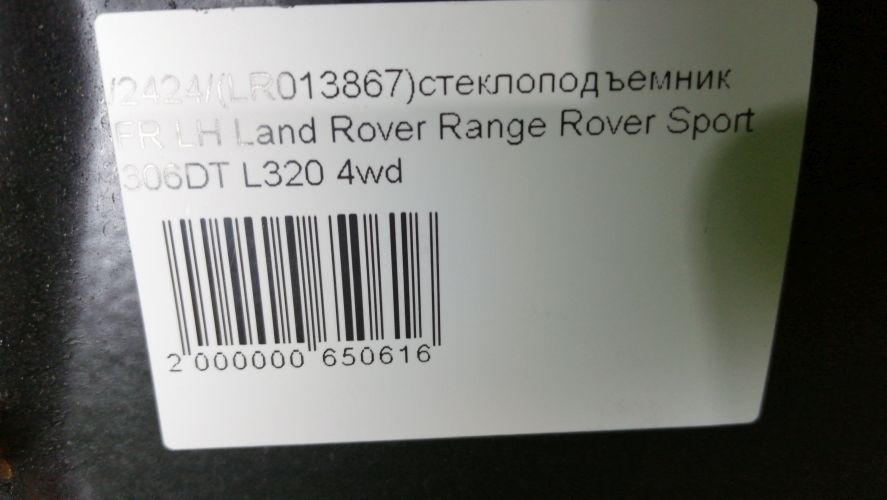 /2424/(LR013867)стеклоподъемник
FR LH Land Rover Range Rover Sport
306DT L320 4wd
2 000000 650616